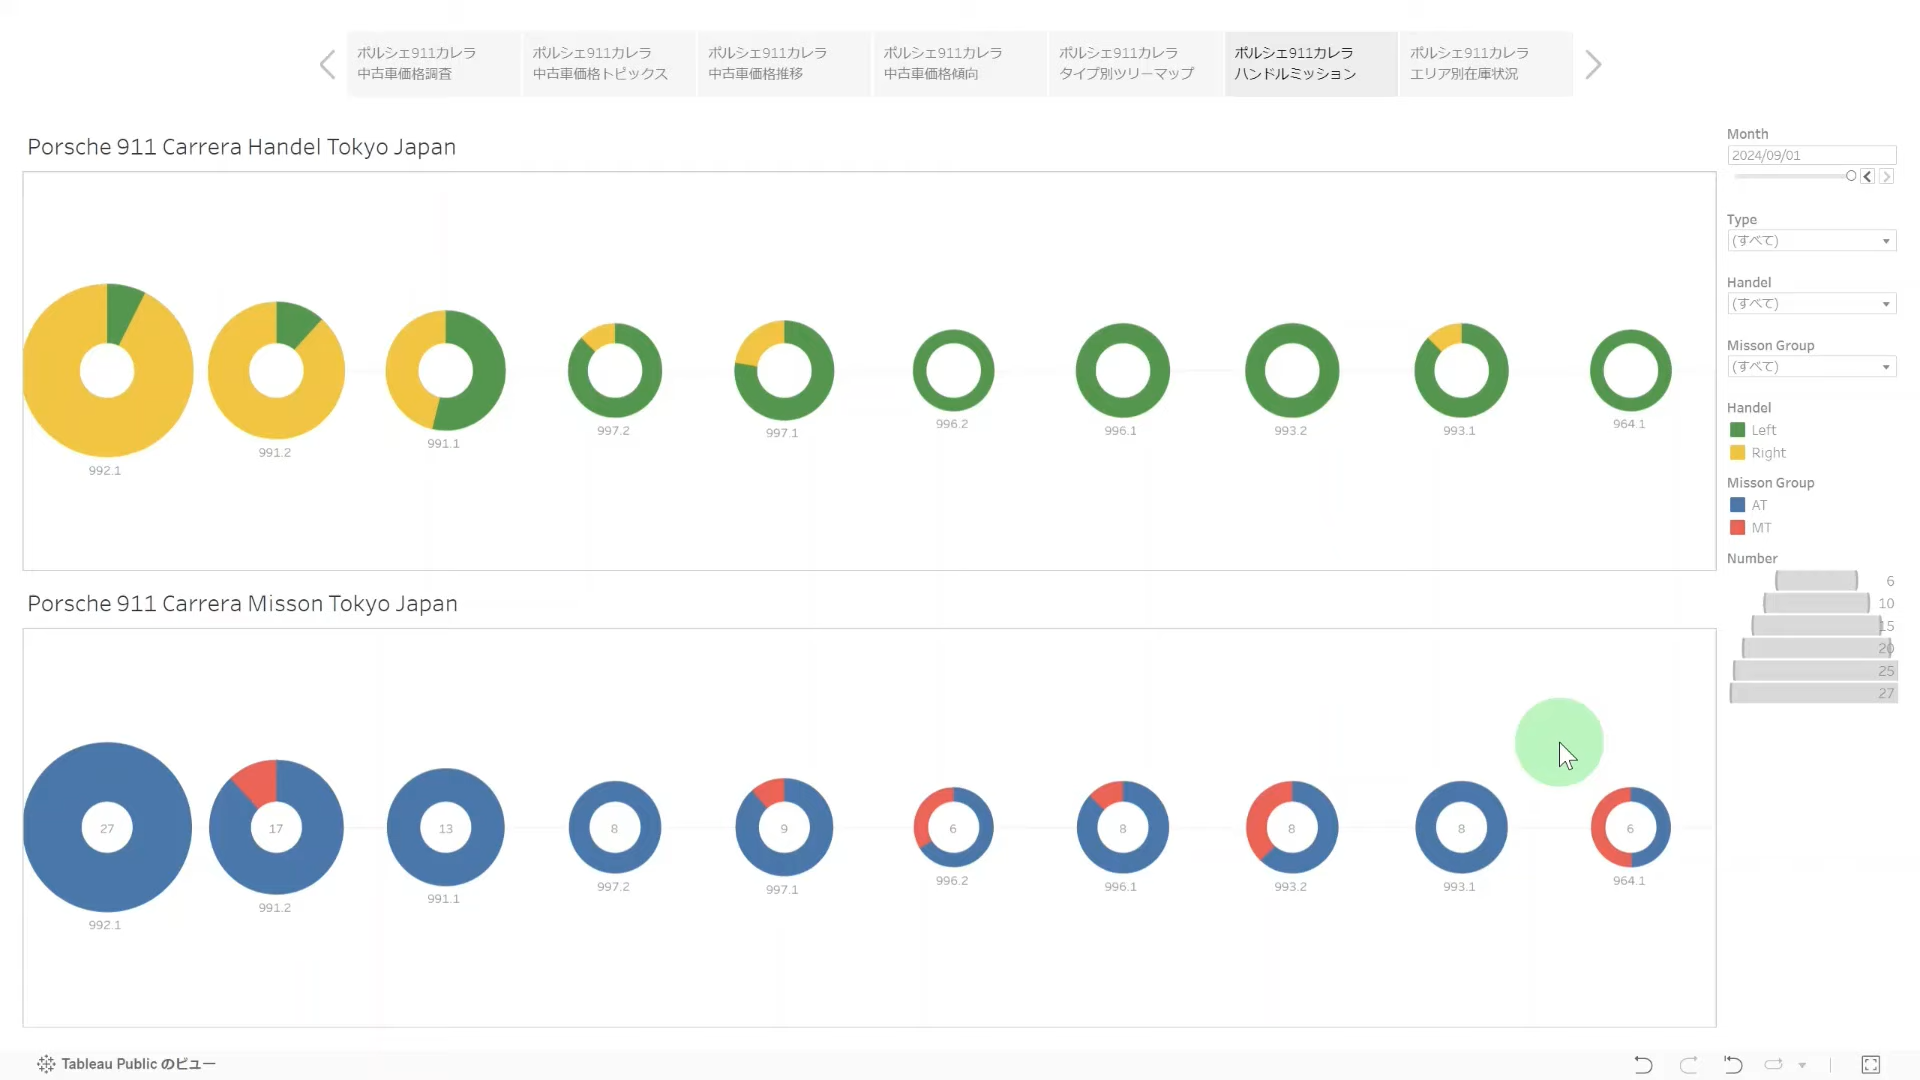 ポルシェ911カレラ
中古車価格調査
ポルシェ911カレラ
中古車価格トピックス
ポルシェ911カレラ
中古車価格推移
ポルシェ911カレラ
中古車価格傾向
ポルシェ911カレラ
タイプ別ツリーマップ
ポルシェ911カレラ
ハンドルミッション
ポルシェ911カレラ
エリア別在庫状況
Porsche 911 Carrera Handel Tokyo Japan
992.1
991.2
991.1
997.2
997.1
996.2
996.1
993.2
993.1
964.1
Porsche 911 Carrera Misson Tokyo Japan
27
17
13
8
9
6
8
8
8
6
992.1
991.2
991.1
997.2
997.1
996.2
996.1
993.2
993.1
964.1
Month
2024/09/01
Type
(すべて)
Handel
(すべて)
Misson Group
(すべて)
Handel
Left
Right
Misson Group
AT
MT
Number
6
10
15
20
25
27
Tableau Public のビュー